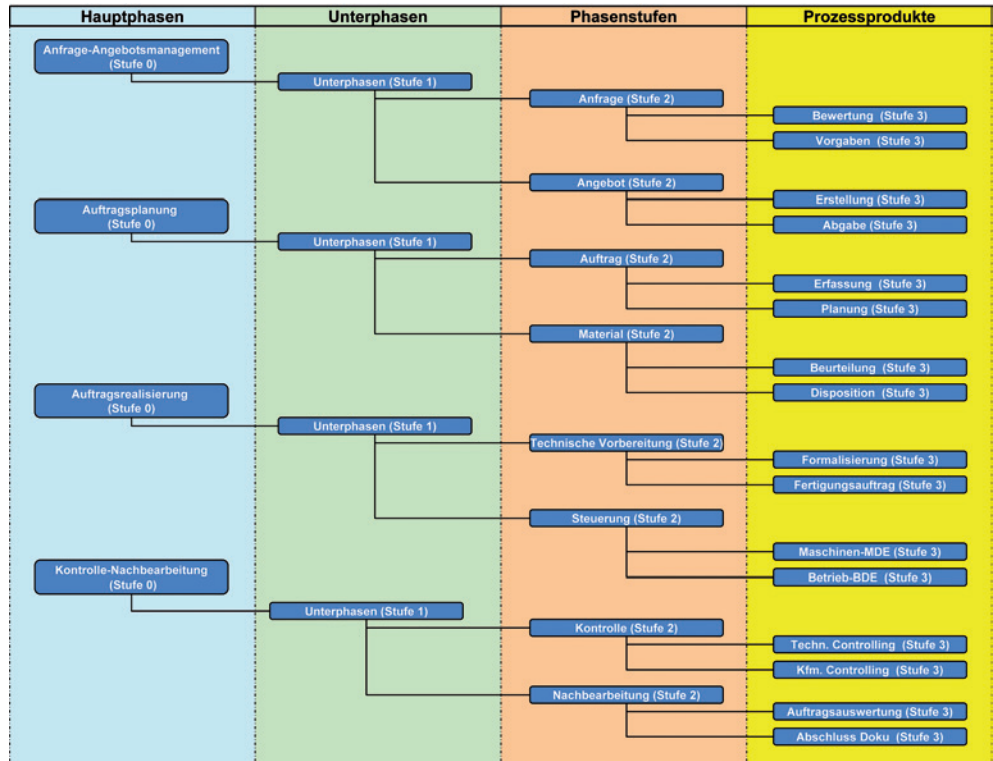 Hauptphasen
Unterphasen
Phasenstufen
Prozessprodukte
Anfrage-Angebotsmanagement
(Stufe 0)
Unterphasen (Stufe 1)
Anfrage (Stufe 2)
Bewertung (Stufe 3)
Vorgaben (Stufe 3)
Angebot (Stufe 2)
Erstellung (Stufe 3)
Abgabe (Stufe 3)
Auftragsplanung
(Stufe 0)
Unterphasen (Stufe 1)
Auftrag (Stufe 2)
Erfassung (Stufe 3)
Planung (Stufe 3)
Material (Stufe 2)
Beurteilung (Stufe 3)
Disposition (Stufe 3)
Auftragsrealisierung
(Stufe 0)
Unterphasen (Stufe 1)
Technische Vorbereitung (Stufe 2)
Formalisierung (Stufe 3)
Fertigungsauftrag (Stufe 3)
Steuerung (Stufe 2)
Maschinen-MDE (Stufe 3)
Betrieb-BDE (Stufe 3)
Kontrolle-Nachbearbeitung
(Stufe 0)
Unterphasen (Stufe 1)
Kontrolle (Stufe 2)
Techn. Controlling (Stufe 3)
Kfm. Controlling (Stufe 3)
Nachbearbeitung (Stufe 2)
Auftragsauswertung (Stufe 3)
Abschluss Doku (Stufe 3)